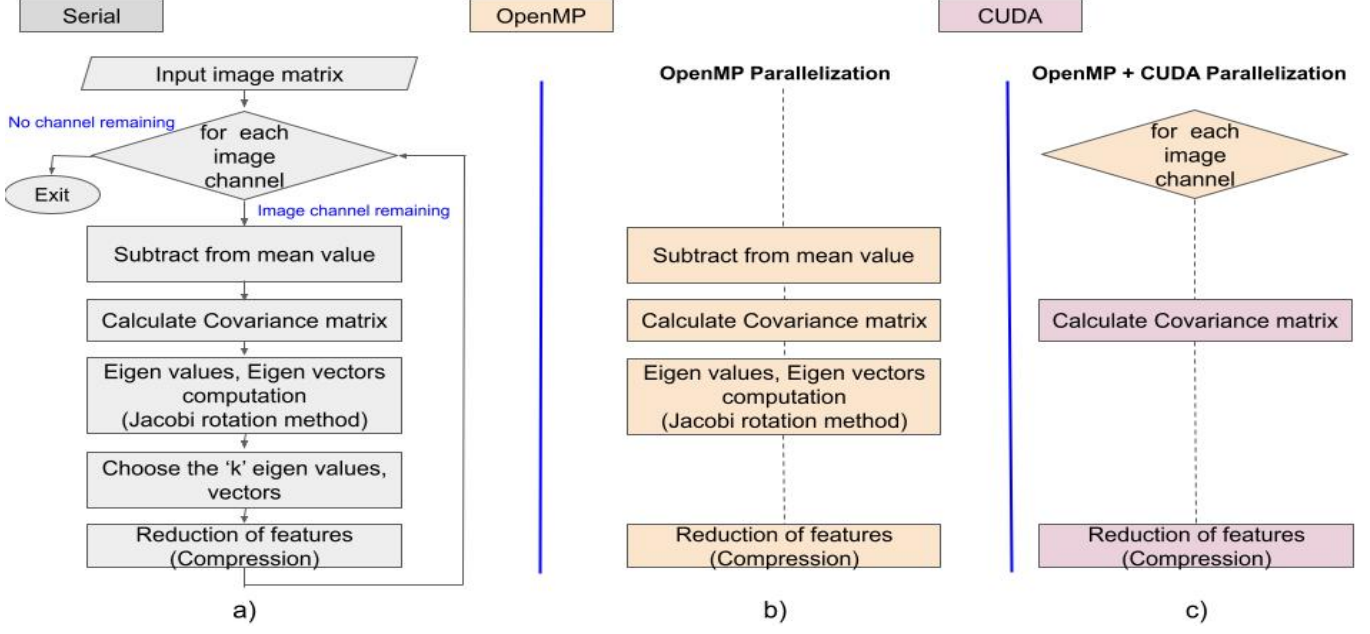 Serial
OpenMP
CUDA
Input image matrix
No channel remaining
for each
image
channel
Exit
Image channel remaining
Subtract from mean value
Calculate Covariance matrix
Eigen values, Eigen vectors
computation
(Jacobi rotation method)
Choose the ‘k’ eigen values,
vectors
Reduction of features
(Compression)
a)
OpenMP Parallelization
Subtract from mean value
Calculate Covariance matrix
Eigen values, Eigen vectors
computation
(Jacobi rotation method)
Reduction of features
(Compression)
b)
OpenMP + CUDA Parallelization
for each
image
channel
Calculate Covariance matrix
Reduction of features
(Compression)
c)